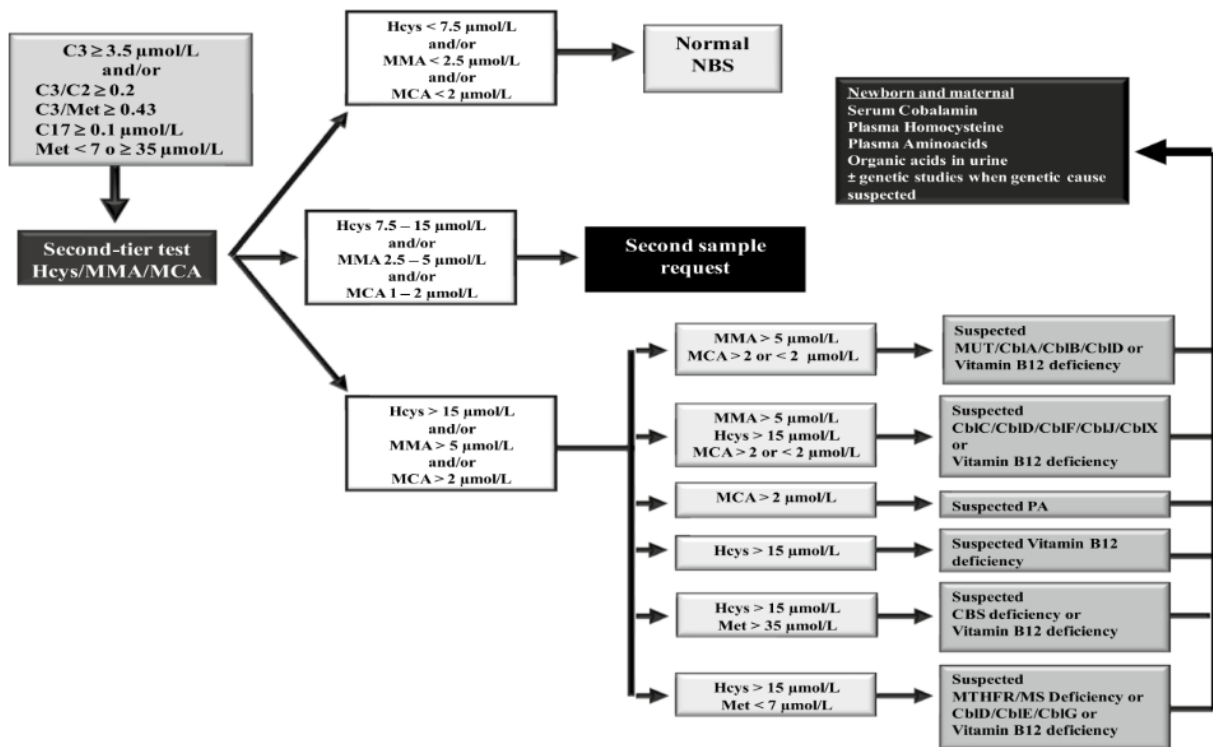 C3 ≥ 3.5 µmol/L
and/or
C3/C2 ≥ 0.2
C3/Met ≥ 0.43
C17 ≥ 0.1 µmol/L
Met < 7 o ≥ 35 µmol/L
Second-tier test
Hcys/MMA/MCA
Hcys < 7.5 µmol/L
and/or
MMA < 2.5 µmol/L
and/or
MCA < 2 µmol/L
Normal
NBS
Hcys 7.5 – 15 µmol/L
and/or
MMA 2.5 – 5 µmol/L
and/or
MCA 1 – 2 µmol/L
Second sample
request
Hcys > 15 µmol/L
and/or
MMA > 5 µmol/L
and/or
MCA > 2 µmol/L
MMA > 5 µmol/L
MCA > 2 or < 2 µmol/L
Suspected
MUT/CblA/CblB/CblD or
Vitamin B12 deficiency
MMA > 5 µmol/L
Hcys > 15 µmol/L
MCA > 2 or < 2 µmol/L
Suspected
CblC/CblD/CblF/CblJ/CblX
or
Vitamin B12 deficiency
MCA > 2 µmol/L
Suspected PA
Hcys > 15 µmol/L
Suspected Vitamin B12
deficiency
Hcys > 15 µmol/L
Met > 35 µmol/L
Suspected
CBS deficiency or
Vitamin B12 deficiency
Hcys > 15 µmol/L
Met < 7 µmol/L
Suspected
MTHFR/MS Deficiency or
CblD/CblE/CblG or
Vitamin B12 deficiency
Newborn and maternal
Serum Cobalamin
Plasma Homocysteine
Plasma Aminoacids
Organic acids in urine
± genetic studies when genetic cause
suspected